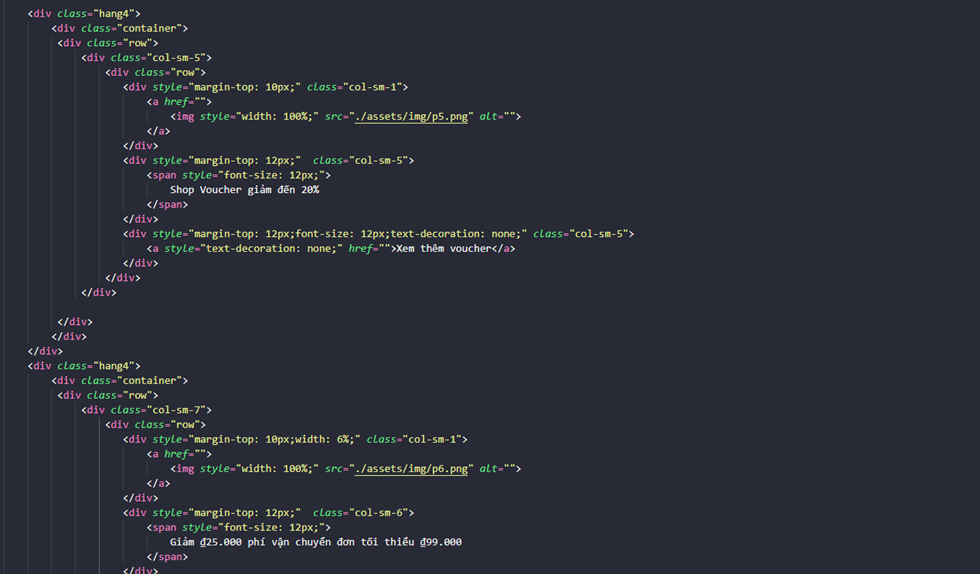 <div class="hang4">
<div class="container">
<div class="row">
<div class="col-sm-5">
<div class="row">
<div style="margin-top: 10px;" class="col-sm-1">
<a href="">
<img style="width: 100%;" src="./assets/img/p5.png" alt="">
</a>
</div>
<div style="margin-top: 12px;"  class="col-sm-5">
<span style="font-size: 12px;">
Shop Voucher giảm đến 20%
</span>
</div>
<div style="margin-top: 12px;font-size: 12px;text-decoration: none;" class="col-sm-5">
<a style="text-decoration: none;" href="">Xem thêm voucher</a>
</div>
</div>
</div>
</div>
</div>
</div>
<div class="hang4">
<div class="container">
<div class="row">
<div class="col-sm-7">
<div class="row">
<div style="margin-top: 10px;width: 6%;" class="col-sm-1">
<a href="">
<img style="width: 100%;" src="./assets/img/p6.png" alt="">
</a>
</div>
<div style="margin-top: 12px;"  class="col-sm-6">
<span style="font-size: 12px;">
Giảm ₫25.000 phí vận chuyển đơn tối thiểu ₫99.000
</span>
</div>